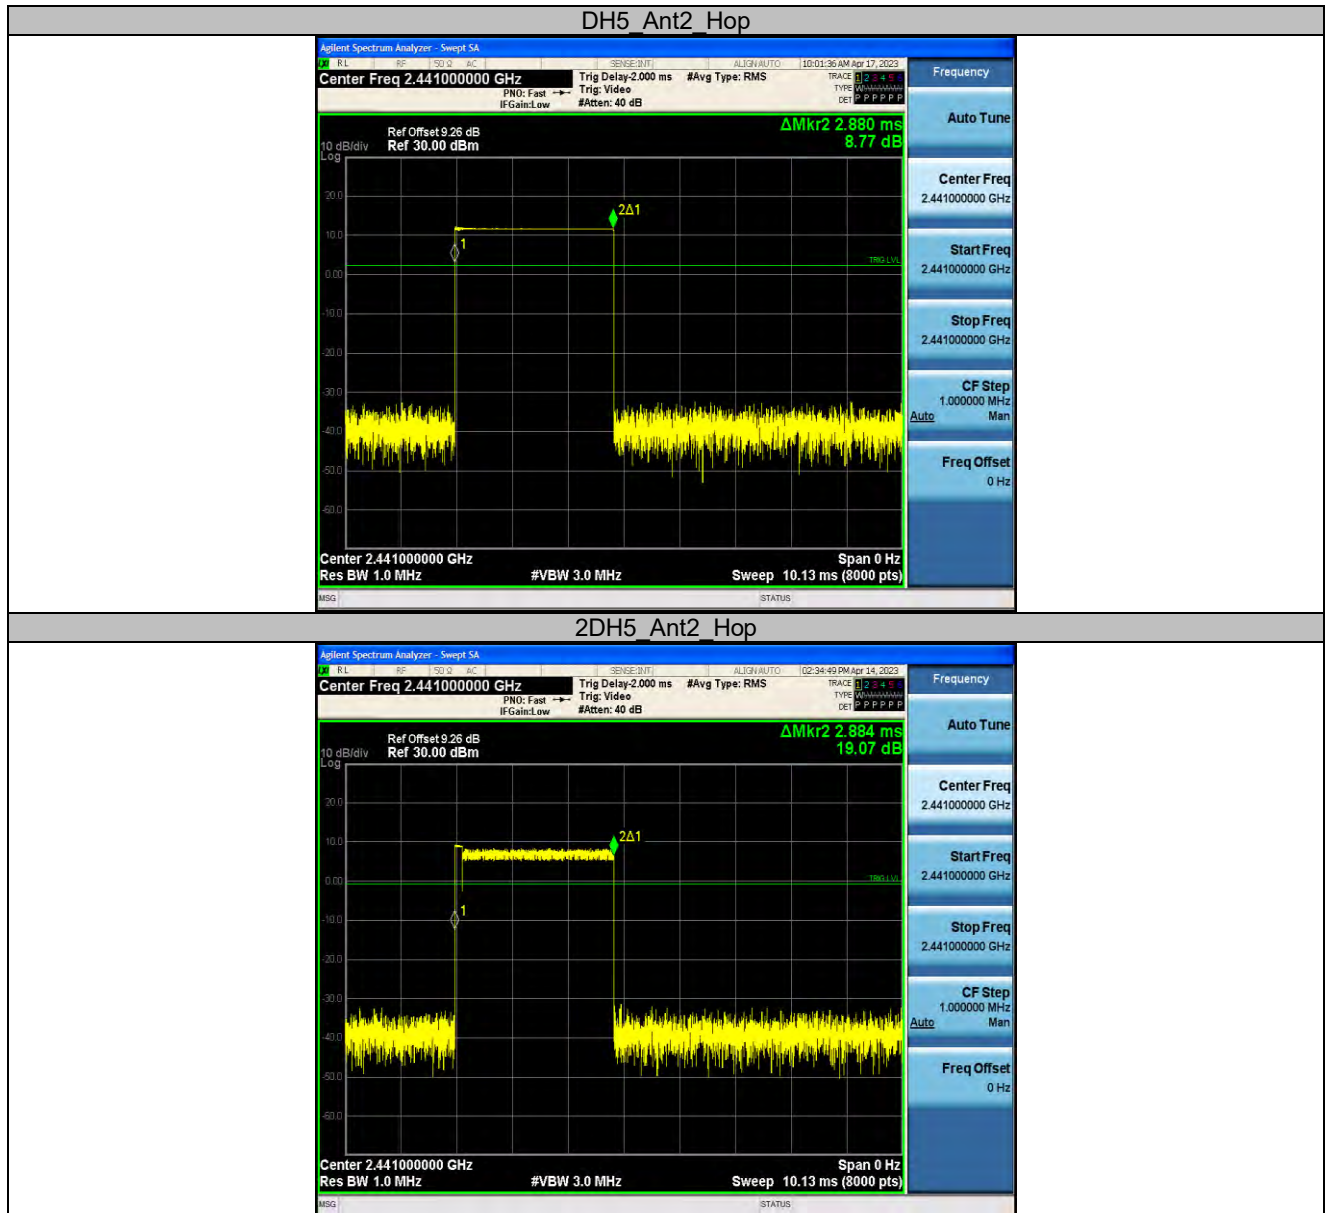 DH5_Ant2_Hop
Agilent Spectrum Analyzer - Swept SA
RL RF 50 Ω AC SENSE:INT ALIGN AUTO 10:01:36 AM Apr 17, 2023
Center Freq 2.441000000 GHz Trig Delay-2.000 ms #Avg Type: RMS TRACE 1 2 3 4 5 6
PNO: Fast Trig: Video TYPE
IFGain:Low #Atten: 40 dB DET P P P P P P
Frequency
ΔMkr2 2.880 ms
Ref Offset 9.26 dB 8.77 dB
10 dB/div Ref 30.00 dBm
Log
20.0
2Δ1
10.0
1
TRIG LVL
0.00
-10.0
-20.0
-30.0
-40.0
-50.0
-60.0
Center 2.441000000 GHz Span 0 Hz
Res BW 1.0 MHz #VBW 3.0 MHz Sweep 10.13 ms (8000 pts)
MSG STATUS
Auto Tune
Center Freq
2.441000000 GHz
Start Freq
2.441000000 GHz
Stop Freq
2.441000000 GHz
CF Step
1.000000 MHz
Auto Man
Freq Offset
0 Hz
2DH5_Ant2_Hop
Agilent Spectrum Analyzer - Swept SA
RL RF 50 Ω AC SENSE:INT ALIGN AUTO 02:34:49 PM Apr 14, 2023
Center Freq 2.441000000 GHz Trig Delay-2.000 ms #Avg Type: RMS TRACE 1 2 3 4 5 6
PNO: Fast Trig: Video TYPE
IFGain:Low #Atten: 40 dB DET P P P P P P
Frequency
ΔMkr2 2.884 ms
Ref Offset 9.26 dB 19.07 dB
10 dB/div Ref 30.00 dBm
Log
20.0
2Δ1
10.0
TRIG LVL
0.00
1
-10.0
-20.0
-30.0
-40.0
-50.0
-60.0
Center 2.441000000 GHz Span 0 Hz
Res BW 1.0 MHz #VBW 3.0 MHz Sweep 10.13 ms (8000 pts)
MSG STATUS
Auto Tune
Center Freq
2.441000000 GHz
Start Freq
2.441000000 GHz
Stop Freq
2.441000000 GHz
CF Step
1.000000 MHz
Auto Man
Freq Offset
0 Hz